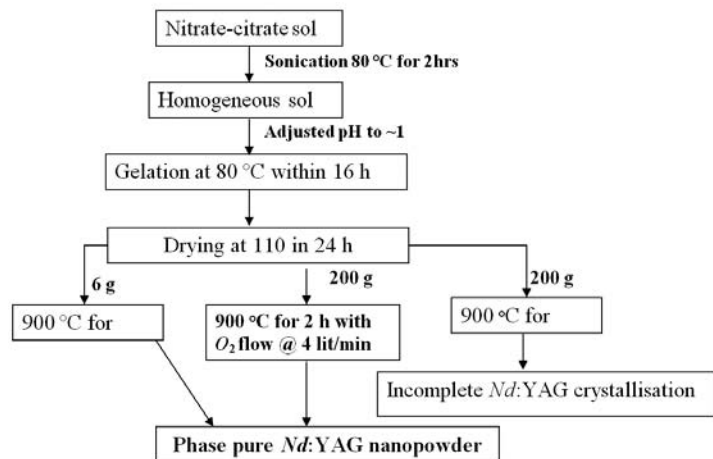 Nitrate-citrate sol
Sonication 80 °C for 2hrs
Homogeneous sol
Adjusted pH to ~1
Gelation at 80 °C within 16 h
Drying at 110 in 24 h
6 g
200 g
200 g
900 °C for
900 °C for 2 h with
O₂ flow @ 4 lit/min
900 °C for
Incomplete Nd:YAG crystallisation
Phase pure Nd:YAG nanopowder